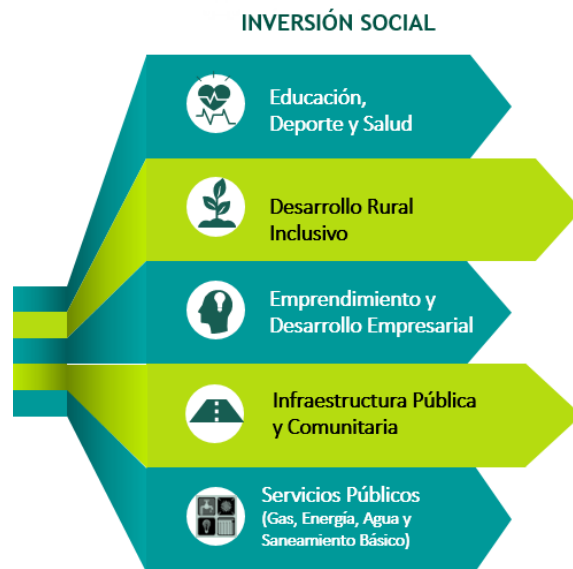 INVERSIÓN SOCIAL
Educación,
Deporte y Salud
Desarrollo Rural
Inclusivo
Emprendimiento y
Desarrollo Empresarial
Infraestructura Pública
y Comunitaria
Servicios Públicos
(Gas, Energía, Agua y
Saneamiento Básico)